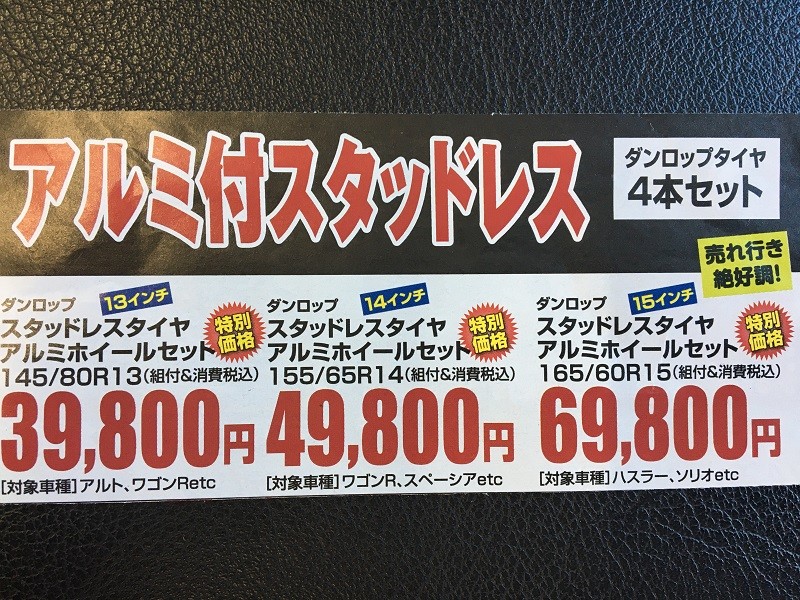 アルミ付スタッドレス
ダンロップタイヤ
4本セット
売れ行き
絶好調!
ダンロップ
13インチ
スタッドレスタイヤ
アルミホイールセット
特別
価格
145/80R13(組付&消費税込)
39,800円
[対象車種]アルト、ワゴンRetc
ダンロップ
14インチ
スタッドレスタイヤ
アルミホイールセット
特別
価格
155/65R14(組付&消費税込)
49,800円
[対象車種]ワゴンR、スペーシアetc
ダンロップ
15インチ
スタッドレスタイヤ
アルミホイールセット
特別
価格
165/60R15(組付&消費税込)
69,800円
[対象車種]ハスラー、ソリオetc